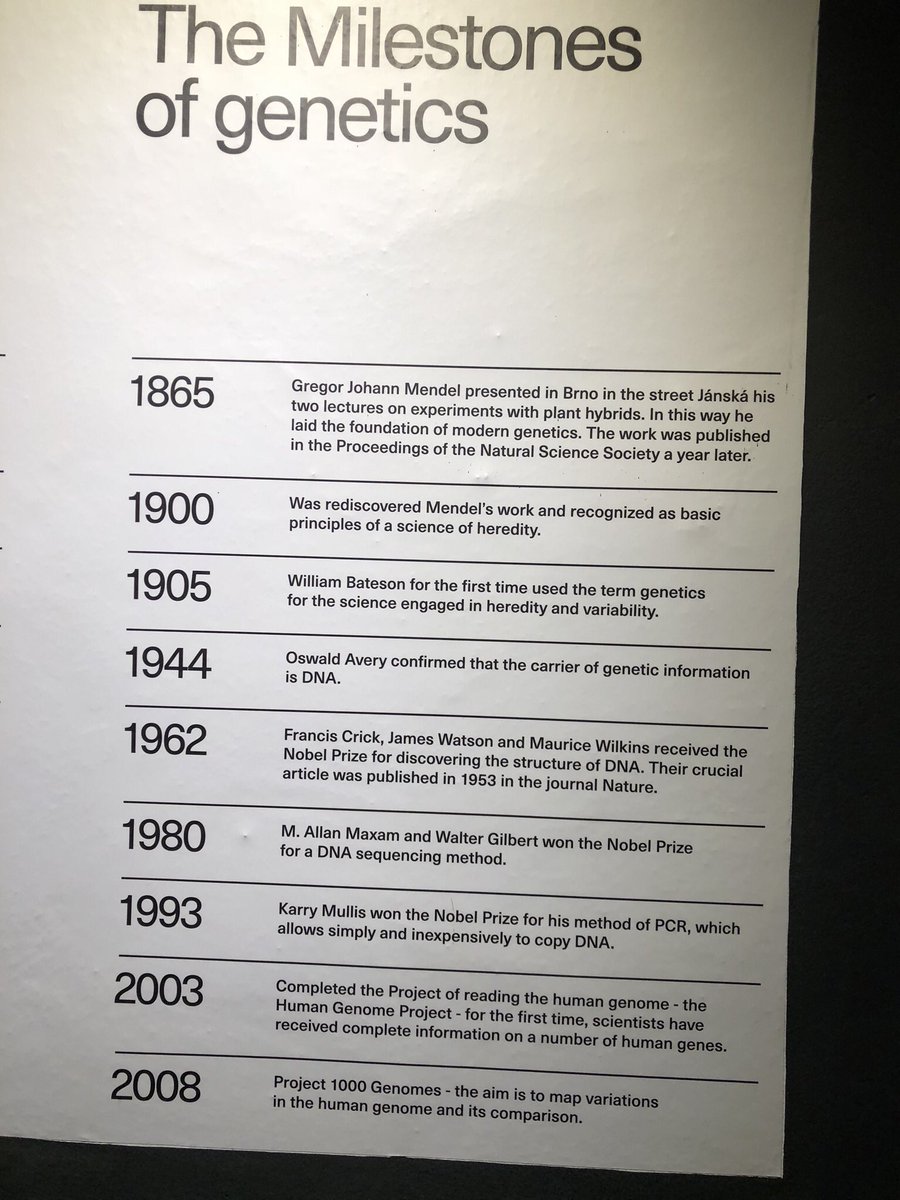 The Milestones
of genetics
1865
Gregor Johann Mendel presented in Brno in the street Jánská his
two lectures on experiments with plant hybrids. In this way he
laid the foundation of modern genetics. The work was published
in the Proceedings of the Natural Science Society a year later.
1900
Was rediscovered Mendel's work and recognized as basic
principles of a science of heredity.
1905
William Bateson for the first time used the term genetics
for the science engaged in heredity and variability.
1944
Oswald Avery confirmed that the carrier of genetic information
is DNA.
1962
Francis Crick, James Watson and Maurice Wilkins received the
Nobel Prize for discovering the structure of DNA. Their crucial
article was published in 1953 in the journal Nature.
1980
M. Allan Maxam and Walter Gilbert won the Nobel Prize
for a DNA sequencing method.
1993
Karry Mullis won the Nobel Prize for his method of PCR, which
allows simply and inexpensively to copy DNA.
2003
Completed the Project of reading the human genome - the
Human Genome Project - for the first time, scientists have
received complete information on a number of human genes.
2008
Project 1000 Genomes - the aim is to map variations
in the human genome and its comparison.